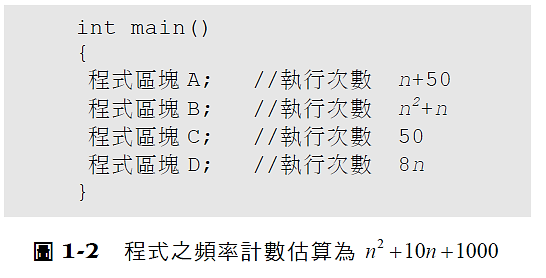 int main()
{
程式區塊 A; //執行次數 n+50
程式區塊 B; //執行次數 n²+n
程式區塊 C; //執行次數 50
程式區塊 D; //執行次數 8n
}
圖 1-2 程式之頻率計數估算為 n²+10n+1000